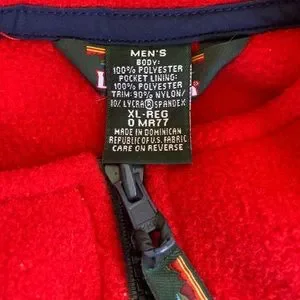 MEN'S
BODY:
100% POLYESTER
POCKET LINING:
100% POLYESTER
TRIM: 90% NYLON/
10% LYCRA® SPANDEX
XL-REG
0 MR77
MADE IN DOMINICAN
REPUBLIC OF U.S. FABRIC
CARE ON REVERSE